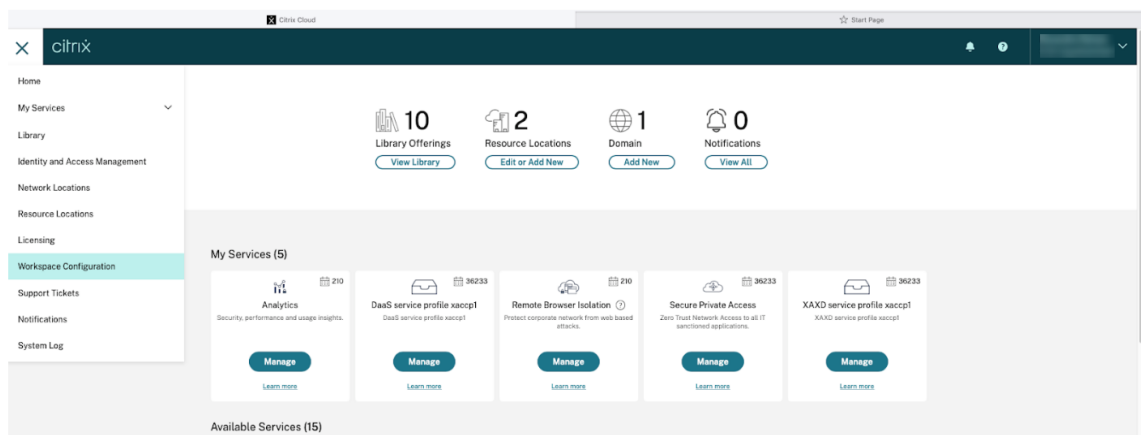 Citrix Cloud
Start Page
citrix
Home
My Services
Library
Identity and Access Management
Network Locations
Resource Locations
Licensing
Workspace Configuration
Support Tickets
Notifications
System Log
10
Library Offerings
View Library
2
Resource Locations
Edit or Add New
1
Domain
Add New
0
Notifications
View All
My Services (5)
210
Analytics
Security, performance and usage insights.
Manage
Learn more
36233
DaaS service profile xaccp1
DaaS service profile xaccp1
Manage
Learn more
210
Remote Browser Isolation
Protect corporate network from web based
attacks.
Manage
Learn more
36233
Secure Private Access
Zero Trust Network Access to all IT
sanctioned applications.
Manage
Learn more
36233
XAXD service profile xaccp1
XAXD service profile xaccp1
Manage
Learn more
Available Services (15)